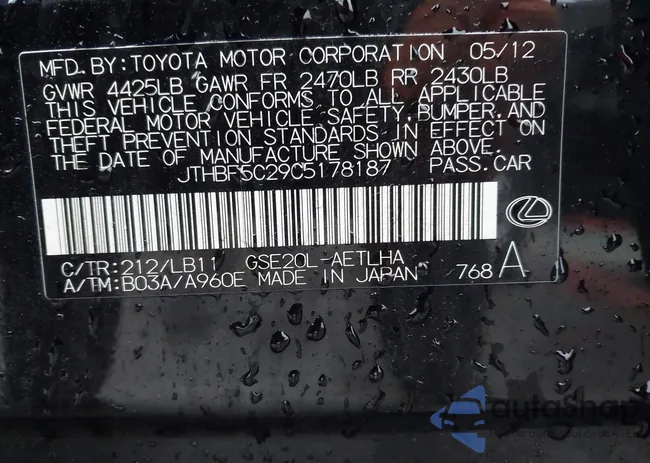 MFD. BY: TOYOTA MOTOR CORPORATION 05/12
GVWR 4425LB GAWR FR 2470LB RR 2430LB
THIS VEHICLE CONFORMS TO ALL APPLICABLE
FEDERAL MOTOR VEHICLE SAFETY, BUMPER, AND
THEFT PREVENTION STANDARDS IN EFFECT ON
THE DATE OF MANUFACTURE SHOWN ABOVE.
JTHBF5C29C5178187 PASS. CAR
C/TR: 212/LB11 GSE20L-AETLHA
A/TM: B03A/A960E MADE IN JAPAN 768 A
autoShop